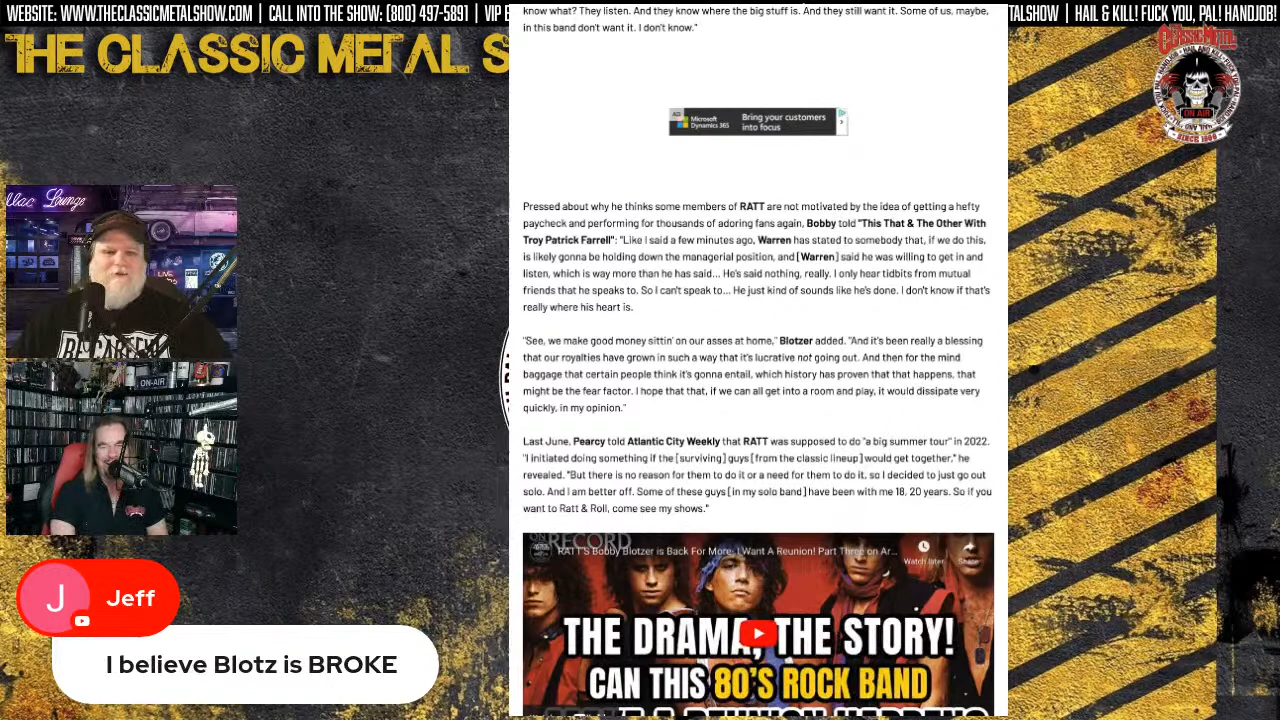 WEBSITE: WWW.THECLASSICMETALSHOW.COM | CALL INTO THE SHOW: (800) 497-5891 | VIP E
TALSHOW | HAIL & KILL! FUCK YOU, PAL! HANDJOB!
THE CLASSIC METAL S
know what? They listen. And they know where the big stuff is. And they still want it. Some of us, maybe,
in this band don't want it. I don't know."
AD
Microsoft
Dynamics 365
Bring your customers
into focus
Pressed about why he thinks some members of RATT are not motivated by the idea of getting a hefty
paycheck and performing for thousands of adoring fans again, Bobby told "This That & The Other With
Troy Patrick Farrell": "Like I said a few minutes ago, Warren has stated to somebody that, if we do this,
is likely gonna be holding down the managerial position, and [Warren] said he was willing to get in and
listen, which is way more than he has said... He's said nothing, really. I only hear tidbits from mutual
friends that he speaks to. So I can't speak to... He just kind of sounds like he's done. I don't know if that's
really where his heart is.
"See, we make good money sittin' on our asses at home," Blotzer added. "And it's been really a blessing
that our royalties have grown in such a way that it's lucrative not going out. And then for the mind
baggage that certain people think it's gonna entail, which history has proven that that happens, that
might be the fear factor. I hope that that, if we can all get into a room and play, it would dissipate very
quickly, in my opinion."
Last June, Pearcy told Atlantic City Weekly that RATT was supposed to do "a big summer tour" in 2022.
"I initiated doing something if the [surviving] guys [from the classic lineup] would get together," he
revealed. "But there is no reason for them to do it or a need for them to do it, so I decided to just go out
solo. And I am better off. Some of these guys [in my solo band] have been with me 18, 20 years. So if you
want to Ratt & Roll, come see my shows."
ON
RECORD
RATT'S Bobby Blotzer is Back For More- I Want A Reunion! Part Three on Ar...
Watch later
Share
THE DRAMA, THE STORY!
CAN THIS 80'S ROCK BAND
llac Lounge
ON-AIR
J
Jeff
I believe Blotz is BROKE
CLASSIC METAL
ON AIR
SINCE 1996